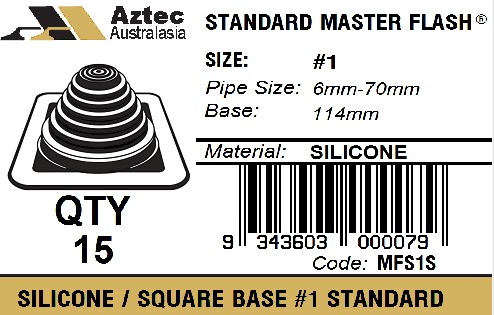 Aztec
Australasia
STANDARD MASTER FLASH®
SIZE: #1
Pipe Size: 6mm-70mm
Base: 114mm
Material: SILICONE
QTY
15
9 343603 000079
Code: MFS1S
SILICONE / SQUARE BASE #1 STANDARD